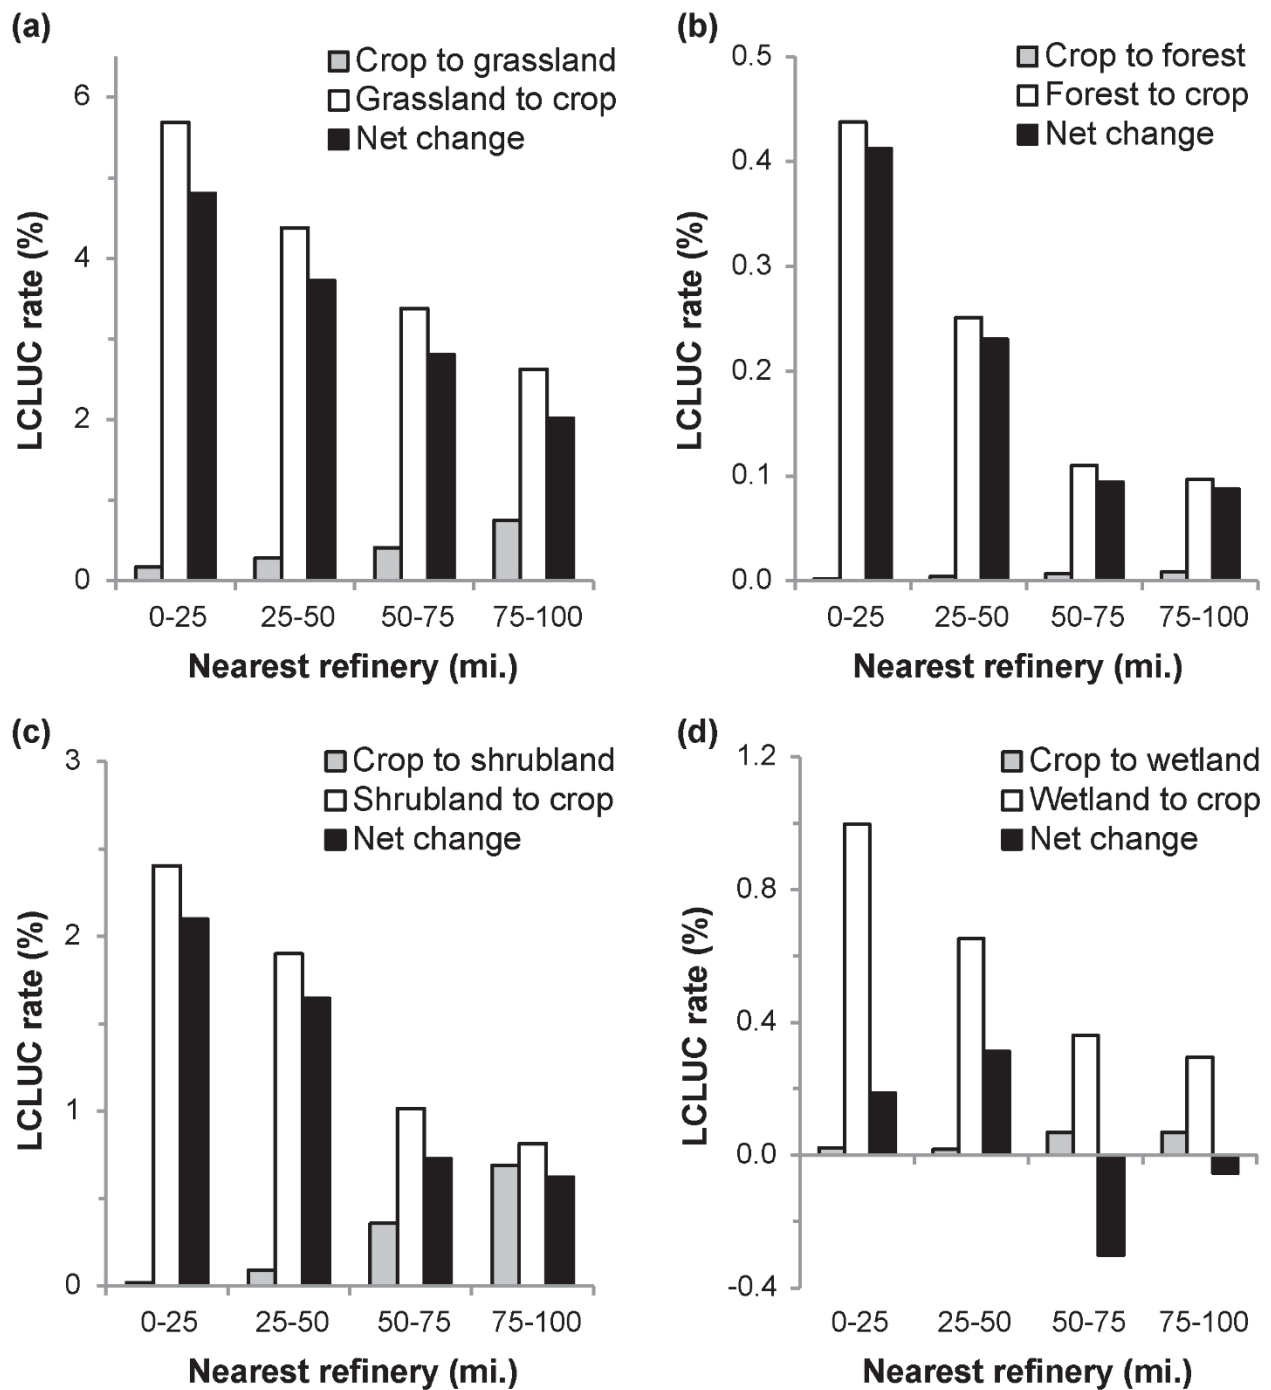 (a)
Crop to grassland
Grassland to crop
Net change
6
4
2
0
LCLUC rate (%)
0-25 25-50 50-75 75-100
Nearest refinery (mi.)
(b)
Crop to forest
Forest to crop
Net change
0.5
0.4
0.3
0.2
0.1
0.0
LCLUC rate (%)
0-25 25-50 50-75 75-100
Nearest refinery (mi.)
(c)
Crop to shrubland
Shrubland to crop
Net change
3
2
1
0
LCLUC rate (%)
0-25 25-50 50-75 75-100
Nearest refinery (mi.)
(d)
Crop to wetland
Wetland to crop
Net change
1.2
0.8
0.4
0.0
-0.4
LCLUC rate (%)
0-25 25-50 50-75 75-100
Nearest refinery (mi.)